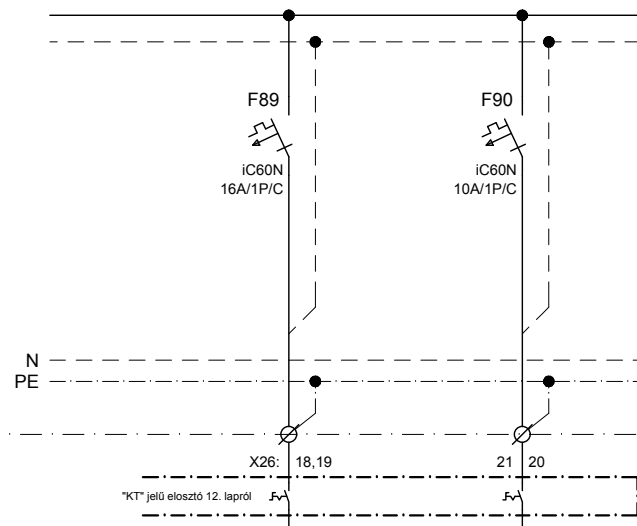 F89 F90
iC60N iC60N
16A/1P/C 10A/1P/C
N
PE
X26: 18,19 21 20
"KT" jelű elosztó 12. lapról